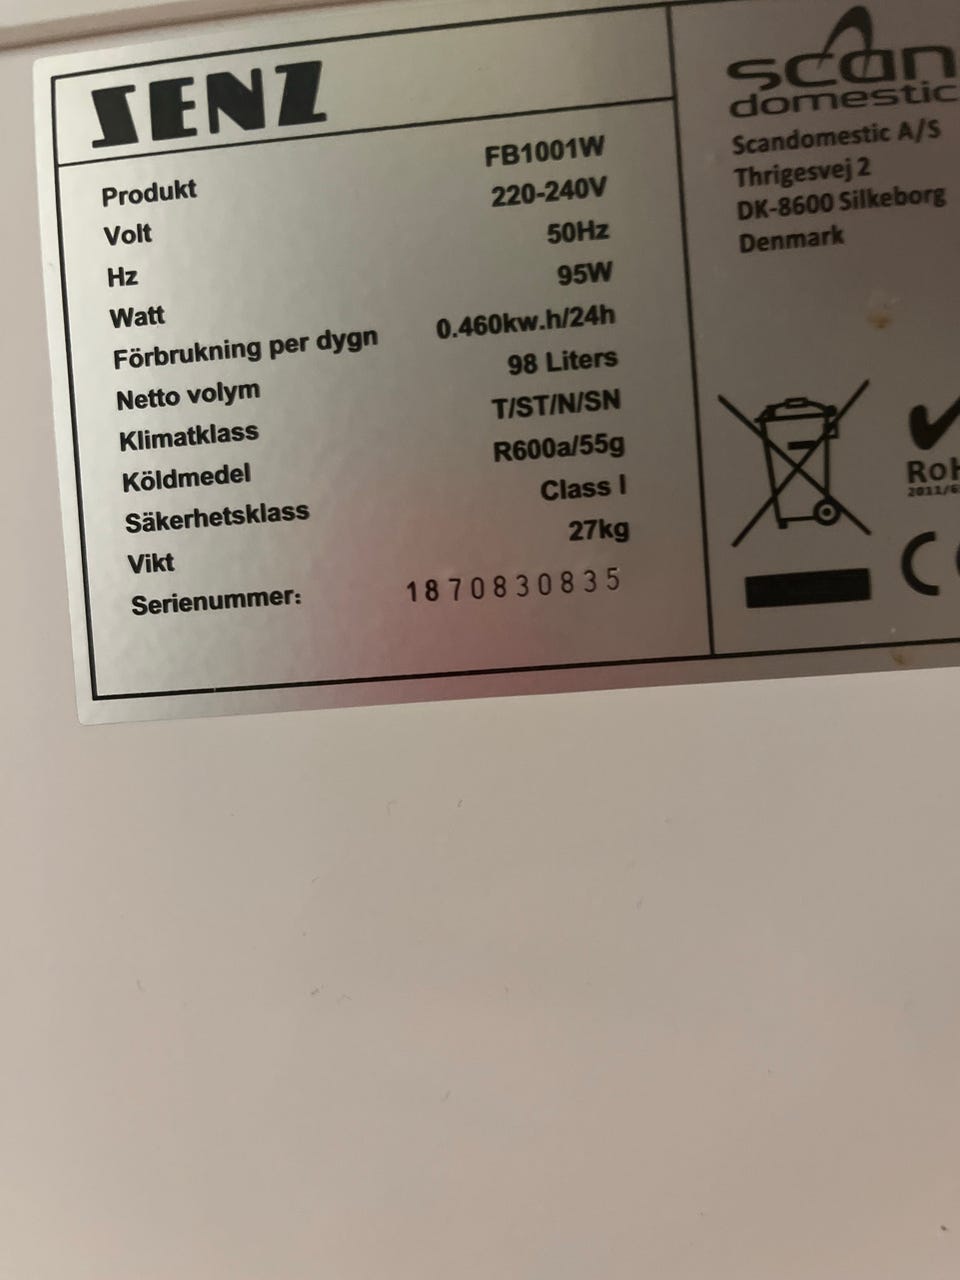 SENZ
Produkt FB1001W
Volt 220-240V
Hz 50Hz
Watt 95W
Förbrukning per dygn 0.460kw.h/24h
Netto volym 98 Liters
Klimatklass T/ST/N/SN
Köldmedel R600a/55g
Säkerhetsklass Class I
Vikt 27kg
Serienummer: 1870830835
scan
domestic
Scandomestic A/S
Thrigesvej 2
DK-8600 Silkeborg
Denmark